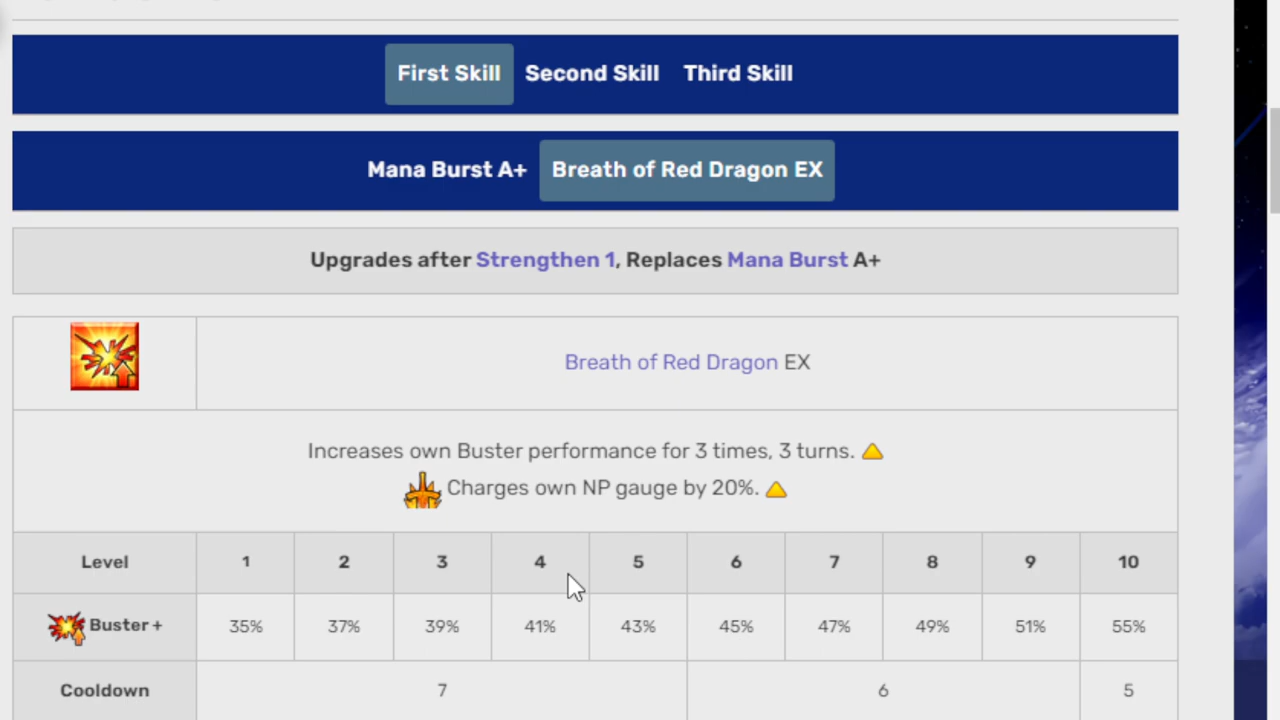 First Skill Second Skill Third Skill
Mana Burst A+ Breath of Red Dragon EX
Upgrades after Strengthen 1, Replaces Mana Burst A+
Breath of Red Dragon EX
Increases own Buster performance for 3 times, 3 turns.
Charges own NP gauge by 20%.
Level 1 2 3 4 5 6 7 8 9 10
Buster + 35% 37% 39% 41% 43% 45% 47% 49% 51% 55%
Cooldown 7 6 5